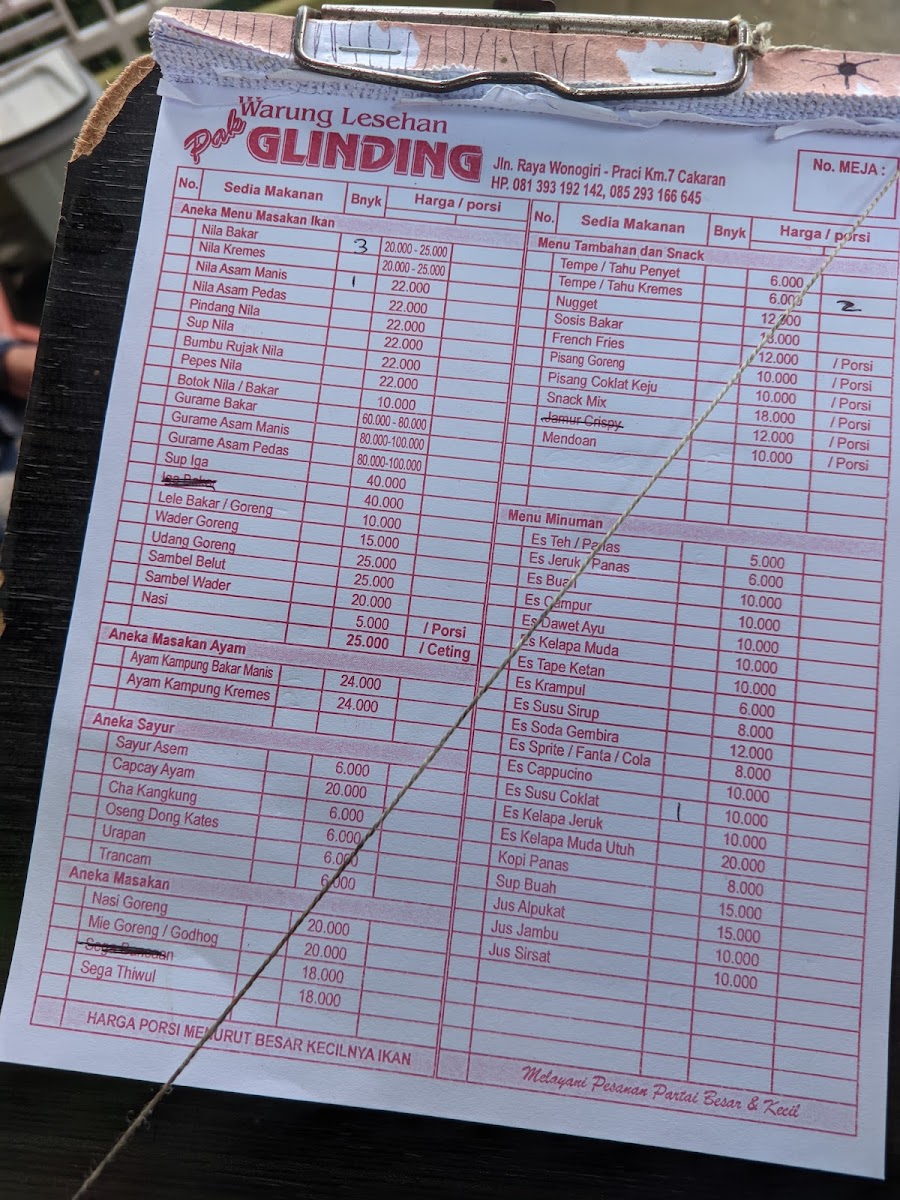 Warung Lesehan
Pak GLINDING
Jln. Raya Wonogiri - Praci Km.7 Cakaran
HP. 081 393 192 142, 085 293 166 645
No. MEJA :
No. Sedia Makanan Bnyk Harga / porsi
Aneka Menu Masakan Ikan
Nila Bakar 3 20.000 - 25.000
Nila Kremes 20.000 - 25.000
Nila Asam Manis 1 22.000
Nila Asam Pedas 22.000
Pindang Nila 22.000
Sup Nila 22.000
Bumbu Rujak Nila 22.000
Pepes Nila 22.000
Botok Nila / Bakar 10.000
Gurame Bakar 60.000 - 80.000
Gurame Asam Manis 80.000-100.000
Gurame Asam Pedas 80.000-100.000
Sup Iga 40.000
Iga Bakar 40.000
Lele Bakar / Goreng 10.000
Wader Goreng 15.000
Udang Goreng 25.000
Sambel Belut 25.000
Sambel Wader 20.000
Nasi 5.000 / Porsi
25.000 / Ceting
Aneka Masakan Ayam
Ayam Kampung Bakar Manis 24.000
Ayam Kampung Kremes 24.000
Aneka Sayur
Sayur Asem 6.000
Capcay Ayam 20.000
Cha Kangkung 6.000
Oseng Dong Kates 6.000
Urapan 6.000
Trancam 6.000
Aneka Masakan
Nasi Goreng 20.000
Mie Goreng / Godhog 20.000
Sega 18.000
Sega Thiwul 18.000
HARGA PORSI MENURUT BESAR KECILNYA IKAN
No. Sedia Makanan Bnyk Harga / porsi
Menu Tambahan dan Snack
Tempe / Tahu Penyet 6.000
Tempe / Tahu Kremes 6.000 2
Nugget
Sosis Bakar
French Fries 12.000 / Porsi
Pisang Goreng 10.000 / Porsi
Pisang Coklat Keju 10.000 / Porsi
Snack Mix 18.000 / Porsi
Jamur Crispy 12.000 / Porsi
Mendoan 10.000 / Porsi
Menu Minuman
Es Teh / Panas 5.000
Es Jeruk / Panas 6.000
Es Buah 10.000
Es Campur 10.000
Es Dawet Ayu 10.000
Es Kelapa Muda 10.000
Es Tape Ketan 10.000
Es Krampul 6.000
Es Susu Sirup 8.000
Es Soda Gembira 12.000
Es Sprite / Fanta / Cola 8.000
Es Cappucino 10.000
Es Susu Coklat 10.000
Es Kelapa Jeruk 1 10.000
Es Kelapa Muda Utuh 20.000
Kopi Panas 8.000
Sup Buah 15.000
Jus Alpukat 15.000
Jus Jambu 10.000
Jus Sirsat 10.000
Melayani Pesanan Partai Besar & Kecil